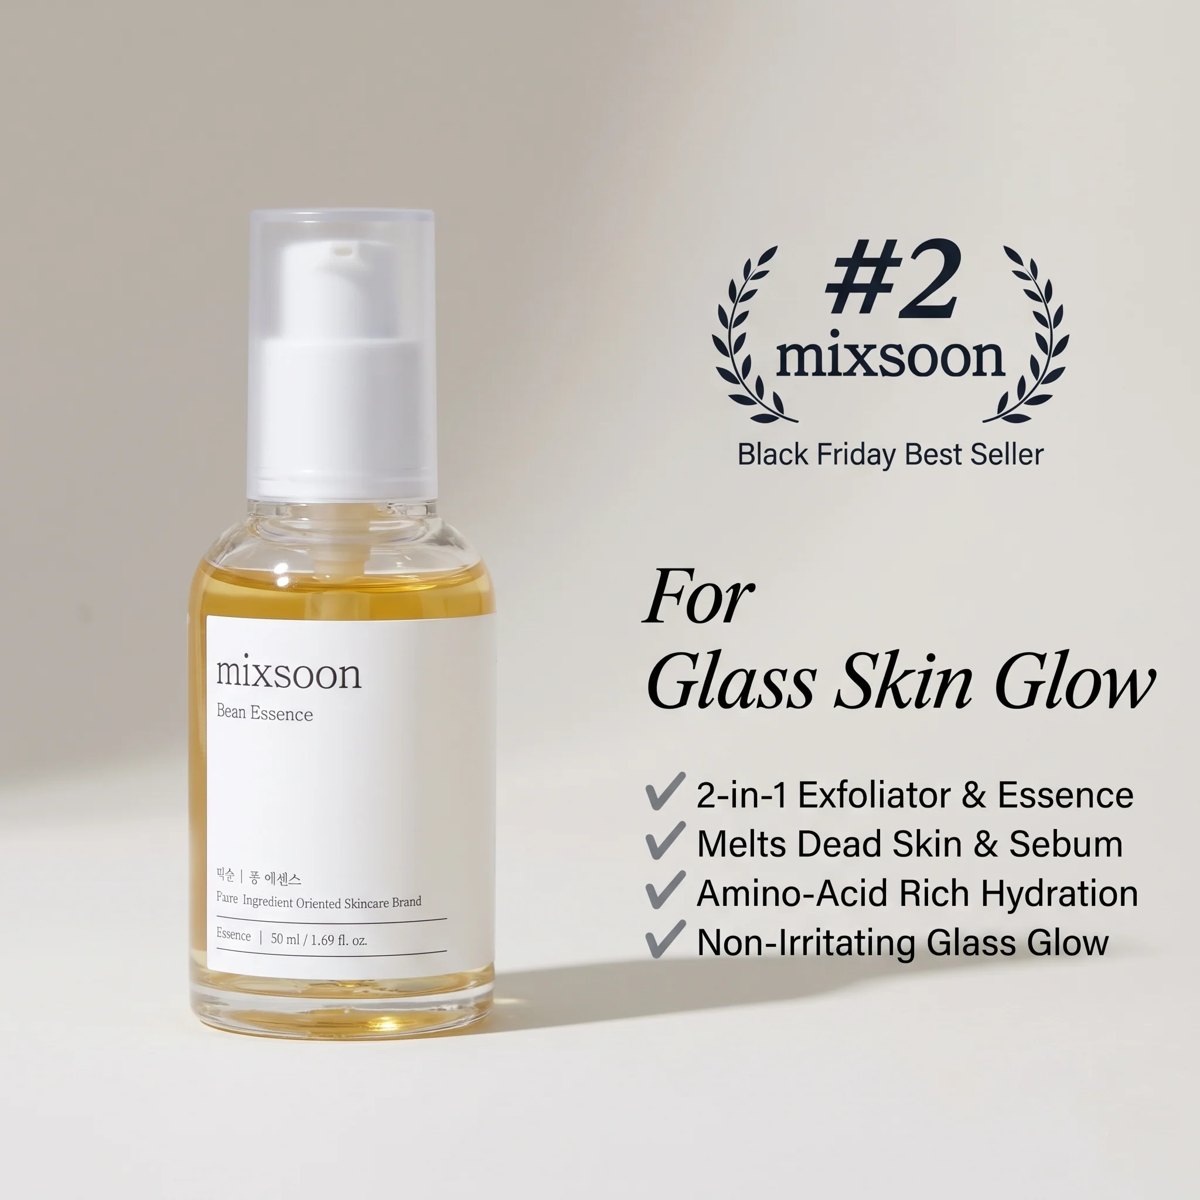 #2
mixsoon
Black Friday Best Seller
For
Glass Skin Glow
2-in-1 Exfoliator & Essence
Melts Dead Skin & Sebum
Amino-Acid Rich Hydration
Non-Irritating Glass Glow
mixsoon
Bean Essence
믹순 | 퐁 에센스
Paure Ingredient Oriented Skincare Brand
Essence | 50 ml / 1.69 fl. oz.